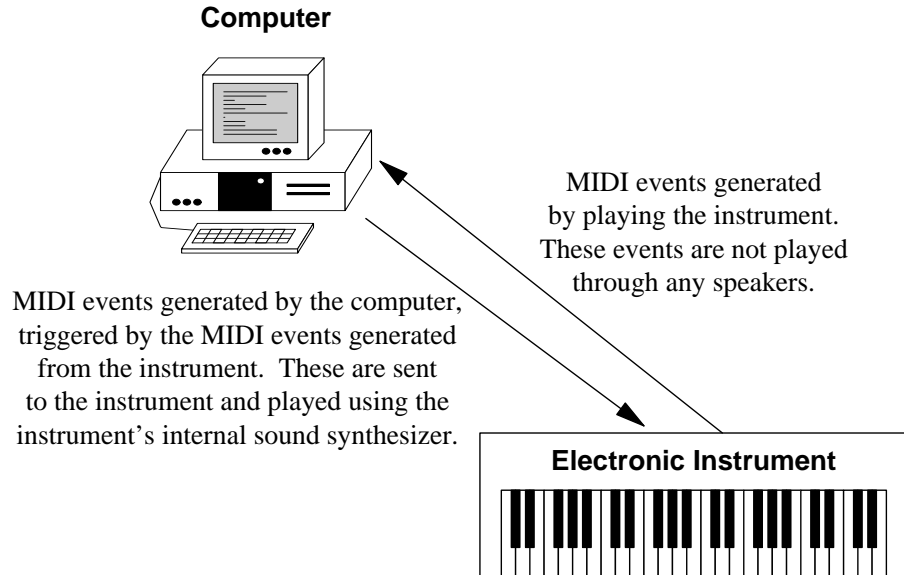 Computer
MIDI events generated
by playing the instrument.
These events are not played
through any speakers.
MIDI events generated by the computer,
triggered by the MIDI events generated
from the instrument.  These are sent
to the instrument and played using the
instrument's internal sound synthesizer.
Electronic Instrument